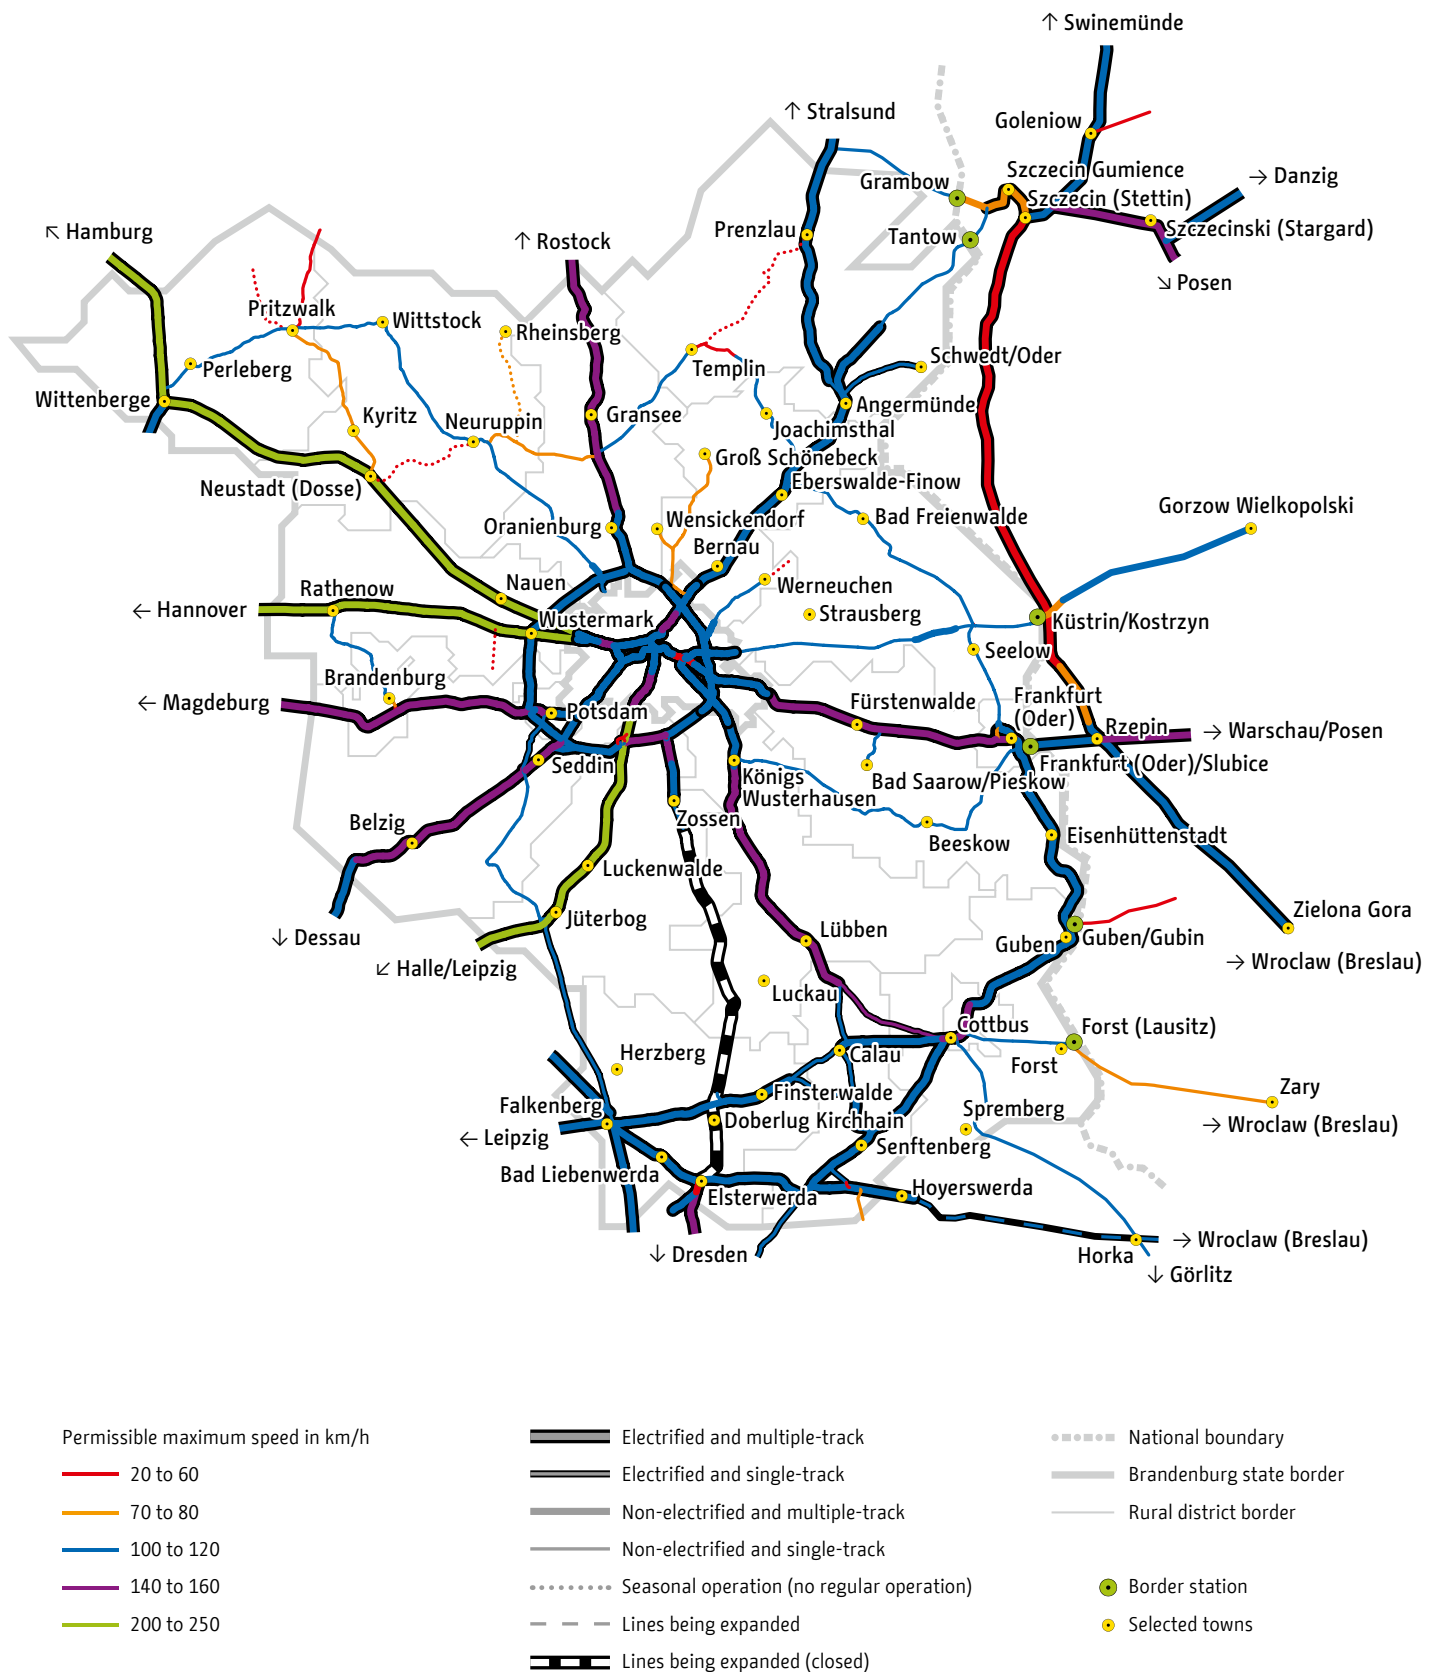 ↑ Swinemünde
↑ Stralsund
Goleniow
Szczecin Gumience
→ Danzig
Grambow
Szczecin (Stettin)
Szczecinski (Stargard)
↖ Hamburg
↑ Rostock
Prenzlau
Tantow
↘ Posen
Pritzwalk
Wittstock
Rheinsberg
Perleberg
Templin
Schwedt/Oder
Wittenberge
Kyritz
Neuruppin
Gransee
Angermünde
Joachimsthal
Groß Schönebeck
Neustadt (Dosse)
Eberswalde-Finow
Gorzow Wielkopolski
Oranienburg
Wensickendorf
Bad Freienwalde
Bernau
Rathenow
Nauen
Werneuchen
← Hannover
Wustermark
Strausberg
Küstrin/Kostrzyn
Seelow
Brandenburg
Frankfurt
(Oder)
← Magdeburg
Potsdam
Fürstenwalde
Rzepin
→ Warschau/Posen
Seddin
Königs
Wusterhausen
Bad Saarow/Pieskow
Frankfurt (Oder)/Slubice
Zossen
Belzig
Beeskow
Eisenhüttenstadt
Luckenwalde
Jüterbog
Lübben
Zielona Gora
↓ Dessau
Guben
Guben/Gubin
↙ Halle/Leipzig
→ Wroclaw (Breslau)
Luckau
Cottbus
Forst (Lausitz)
Herzberg
Calau
Forst
Finsterwalde
Zary
Falkenberg
Doberlug Kirchhain
Spremberg
← Leipzig
→ Wroclaw (Breslau)
Senftenberg
Bad Liebenwerda
Elsterwerda
Hoyerswerda
↓ Dresden
Horka
→ Wroclaw (Breslau)
↓ Görlitz
Permissible maximum speed in km/h
20 to 60
70 to 80
100 to 120
140 to 160
200 to 250
Electrified and multiple-track
Electrified and single-track
Non-electrified and multiple-track
Non-electrified and single-track
Seasonal operation (no regular operation)
Lines being expanded
Lines being expanded (closed)
National boundary
Brandenburg state border
Rural district border
Border station
Selected towns